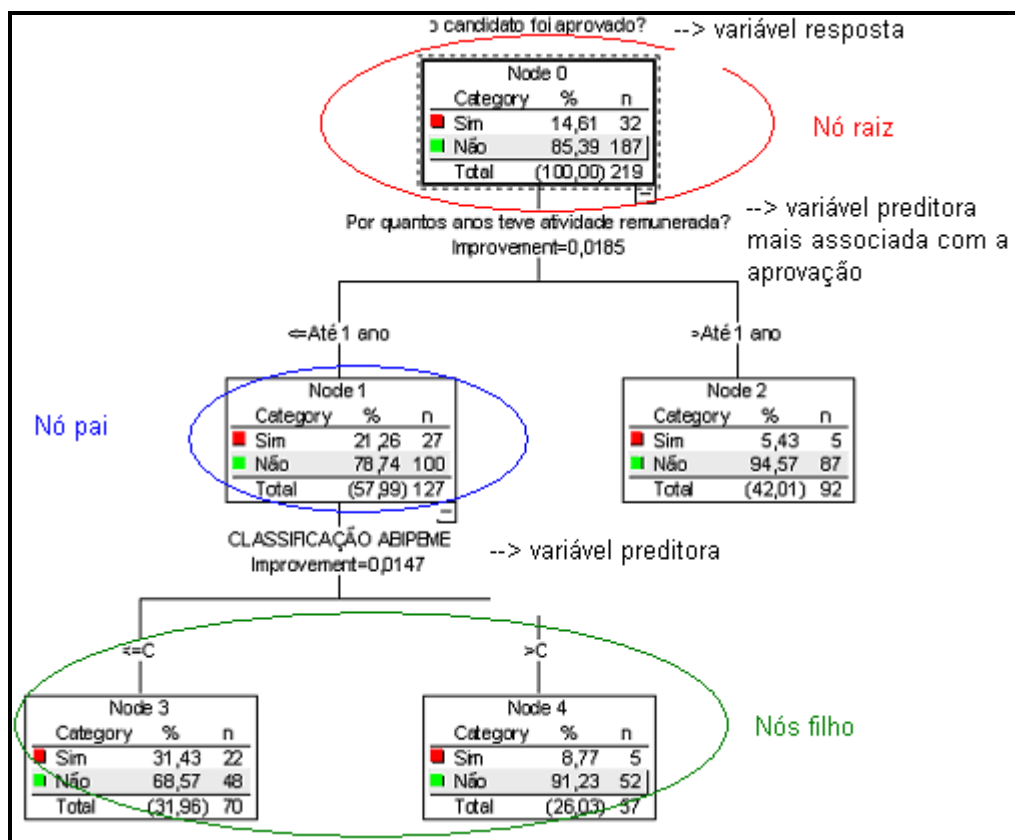 o candidato foi aprovado? --> variável resposta
Node 0
Category % n
Sim 14,61 32
Não 85,39 187
Total (100,00) 219
Nó raiz
Por quantos anos teve atividade remunerada?
Improvement=0,0185
--> variável preditora
mais associada com a
aprovação
<=Até 1 ano
>Até 1 ano
Nó pai
Node 1
Category % n
Sim 21,26 27
Não 78,74 100
Total (57,99) 127
Node 2
Category % n
Sim 5,43 5
Não 94,57 87
Total (42,01) 92
CLASSIFICAÇÃO ABIPEME
Improvement=0,0147
--> variável preditora
<=C
>C
Node 3
Category % n
Sim 31,43 22
Não 68,57 48
Total (31,96) 70
Node 4
Category % n
Sim 8,77 5
Não 91,23 52
Total (26,03) 57
Nós filho